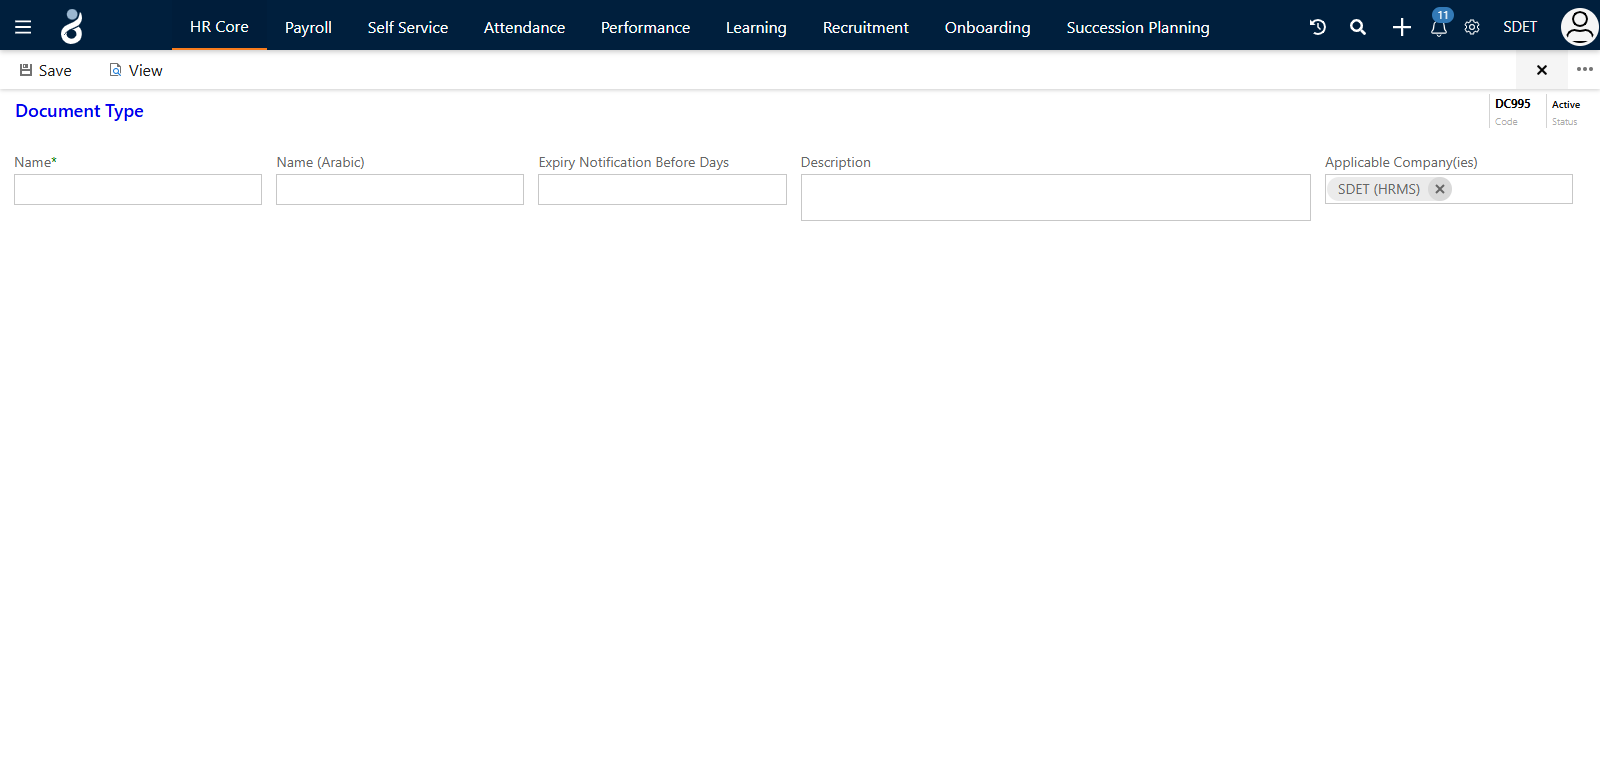 HR Core Payroll Self Service Attendance Performance Learning Recruitment Onboarding Succession Planning 11 SDET
Save View
Document Type
DC995 Active
Code Status
Name* Name (Arabic) Expiry Notification Before Days Description Applicable Company(ies)
SDET (HRMS)